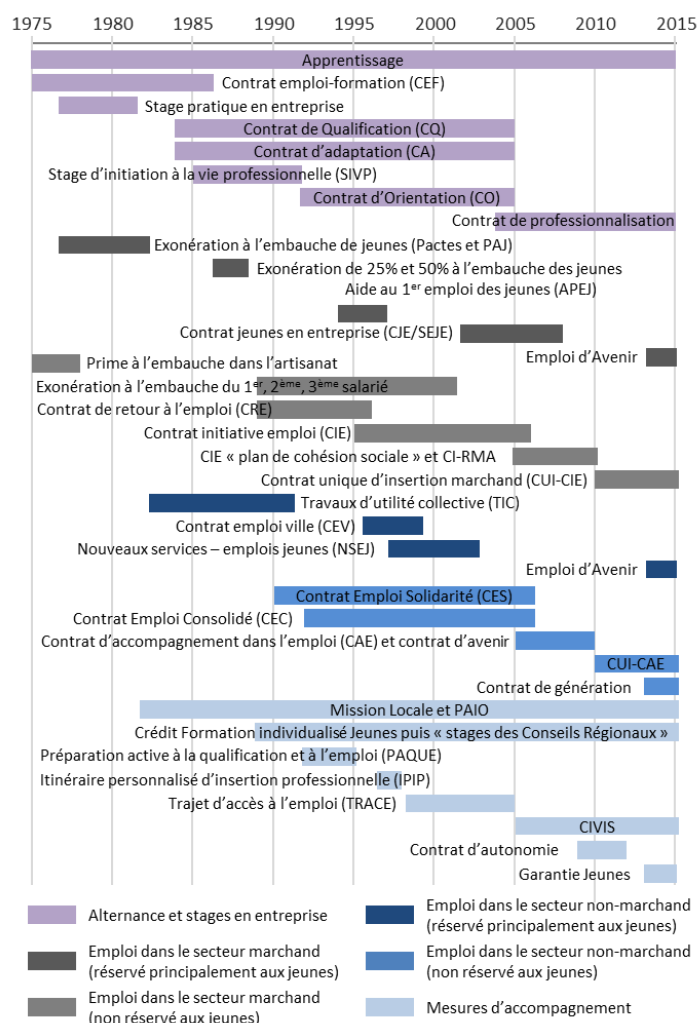 1975 1980 1985 1989 1995 2000 2005 2010 2015
Apprentissage
Contrat emploi-formation (CEF)
Stage pratique en entreprise
Contrat de Qualification (CQ)
Contrat d’adaptation (CA)
Stage d’initiation à la vie professionnelle (SIVP)
Contrat d’Orientation (CO)
Contrat de professionnalisation
Exonération à l’embauche de jeunes (Pactes et PAJ)
Exonération de 25% et 50% à l’embauche des jeunes
Aide au 1er emploi des jeunes (APEJ)
Contrat jeunes en entreprise (CJE/SEJE)
Emploi d’Avenir
Prime à l’embauche dans l’artisanat
Exonération à l’embauche du 1er, 2ème, 3ème salarié
Contrat de retour à l’emploi (CRE)
Contrat initiative emploi (CIE)
CIE « plan de cohésion sociale » et CI-RMA
Contrat unique d’insertion marchand (CUI-CIE)
Travaux d’utilité collective (TIC)
Contrat emploi ville (CEV)
Nouveaux services – emplois jeunes (NSEJ)
Emploi d’Avenir
Contrat Emploi Solidarité (CES)
Contrat Emploi Consolidé (CEC)
Contrat d’accompagnement dans l’emploi (CAE) et contrat d’avenir
CUI-CAE
Contrat de génération
Mission Locale et PAIO
Crédit Formation individualisé Jeunes puis « stages des Conseils Régionaux »
Préparation active à la qualification et à l’emploi (PAQUE)
Itinéraire personnalisé d’insertion professionnelle (IPIP)
Trajet d’accès à l’emploi (TRACE)
CIVIS
Contrat d’autonomie
Garantie Jeunes
Alternance et stages en entreprise
Emploi dans le secteur marchand
(réservé principalement aux jeunes)
Emploi dans le secteur marchand
(non réservé aux jeunes)
Emploi dans le secteur non-marchand
(réservé principalement aux jeunes)
Emploi dans le secteur non-marchand
(non réservé aux jeunes)
Mesures d’accompagnement